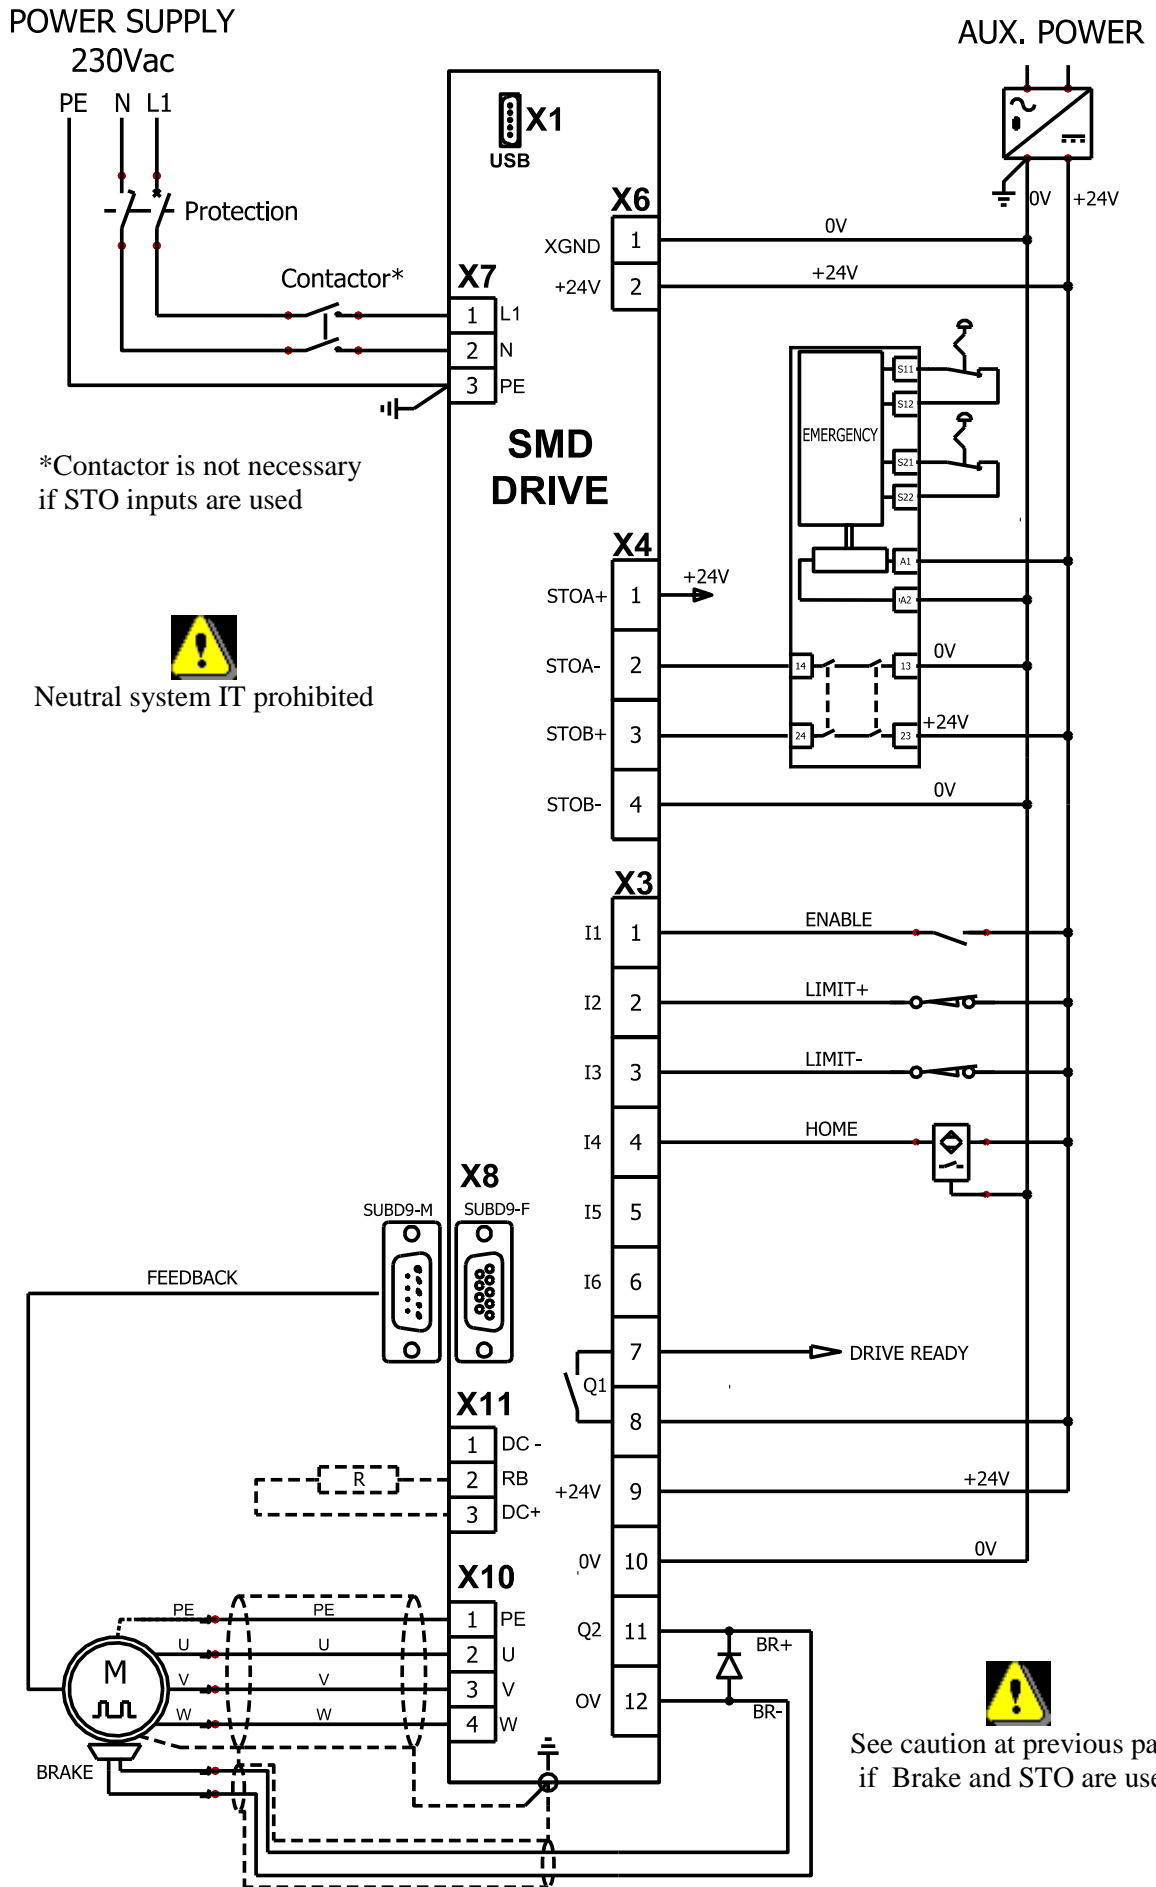 POWER SUPPLY
230Vac
PE N L1
Protection
Contactor*
AUX. POWER
0V +24V
X1
USB
X6
XGND 1 0V
+24V 2 +24V
X7
1 L1
2 N
3 PE
SMD
DRIVE
*Contactor is not necessary
if STO inputs are used
Neutral system IT prohibited
EMERGENCY
S11
S12
S21
S22
A1
A2
14 13 0V
24 23 +24V
X4
STOA+ 1 +24V
STOA- 2
STOB+ 3
STOB- 4 0V
X3
I1 1 ENABLE
I2 2 LIMIT+
I3 3 LIMIT-
I4 4 HOME
I5 5
I6 6
7 DRIVE READY
Q1
8
+24V 9 +24V
0V 10 0V
Q2 11 BR+
OV 12 BR-
X8
SUBD9-M SUBD9-F
FEEDBACK
X11
1 DC -
R 2 RB
3 DC+
X10
PE PE 1 PE
U U 2 U
V V 3 V
W W 4 W
M
BRAKE
See caution at previous pa
if Brake and STO are use